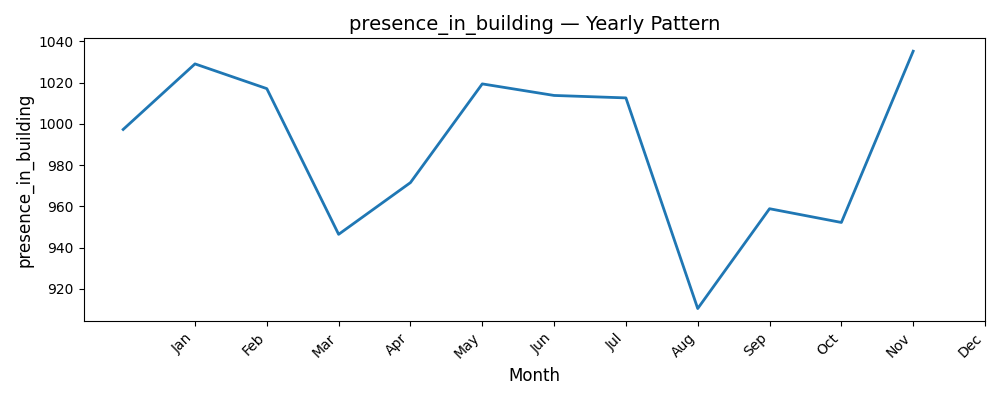 presence_in_building — Yearly Pattern
presence_in_building
1040
1020
1000
980
960
940
920
Jan
Feb
Mar
Apr
May
Jun
Jul
Aug
Sep
Oct
Nov
Dec
Month